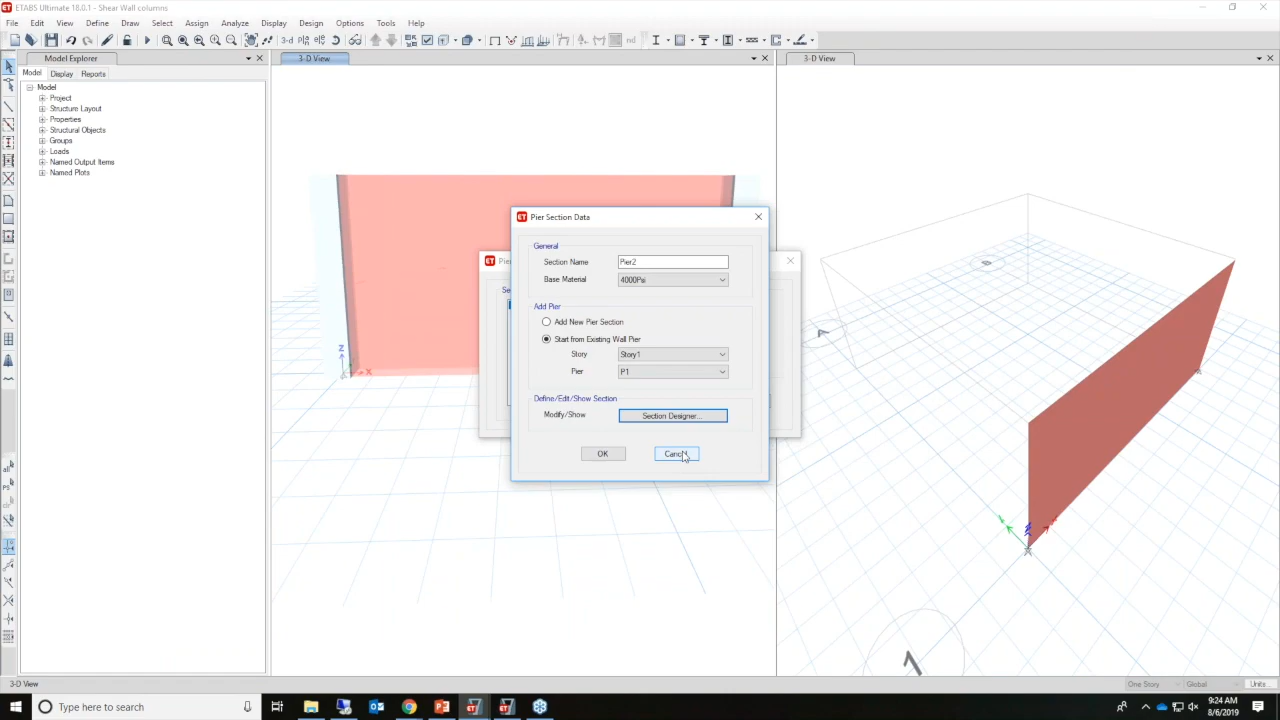 ETABS Ultimate 18.0.1 - Shear Wall columns
File Edit View Define Draw Select Assign Analyze Display Design Options Tools Help
3-d
nd
Model Explorer
3-D View
3-D View
Model Display Reports
Model
Project
Structure Layout
Properties
Structural Objects
Groups
Loads
Named Output Items
Named Plots
Pier Section Data
General
Section Name Pier2
Base Material 4000Psi
Add Pier
Add New Pier Section
Start from Existing Wall Pier
Story Story1
Pier P1
Define/Edit/Show Section
Modify/Show Section Designer...
OK
Z
X
3-D View
One Story
Global
Units...
Type here to search
9:24 AM
8/6/2019